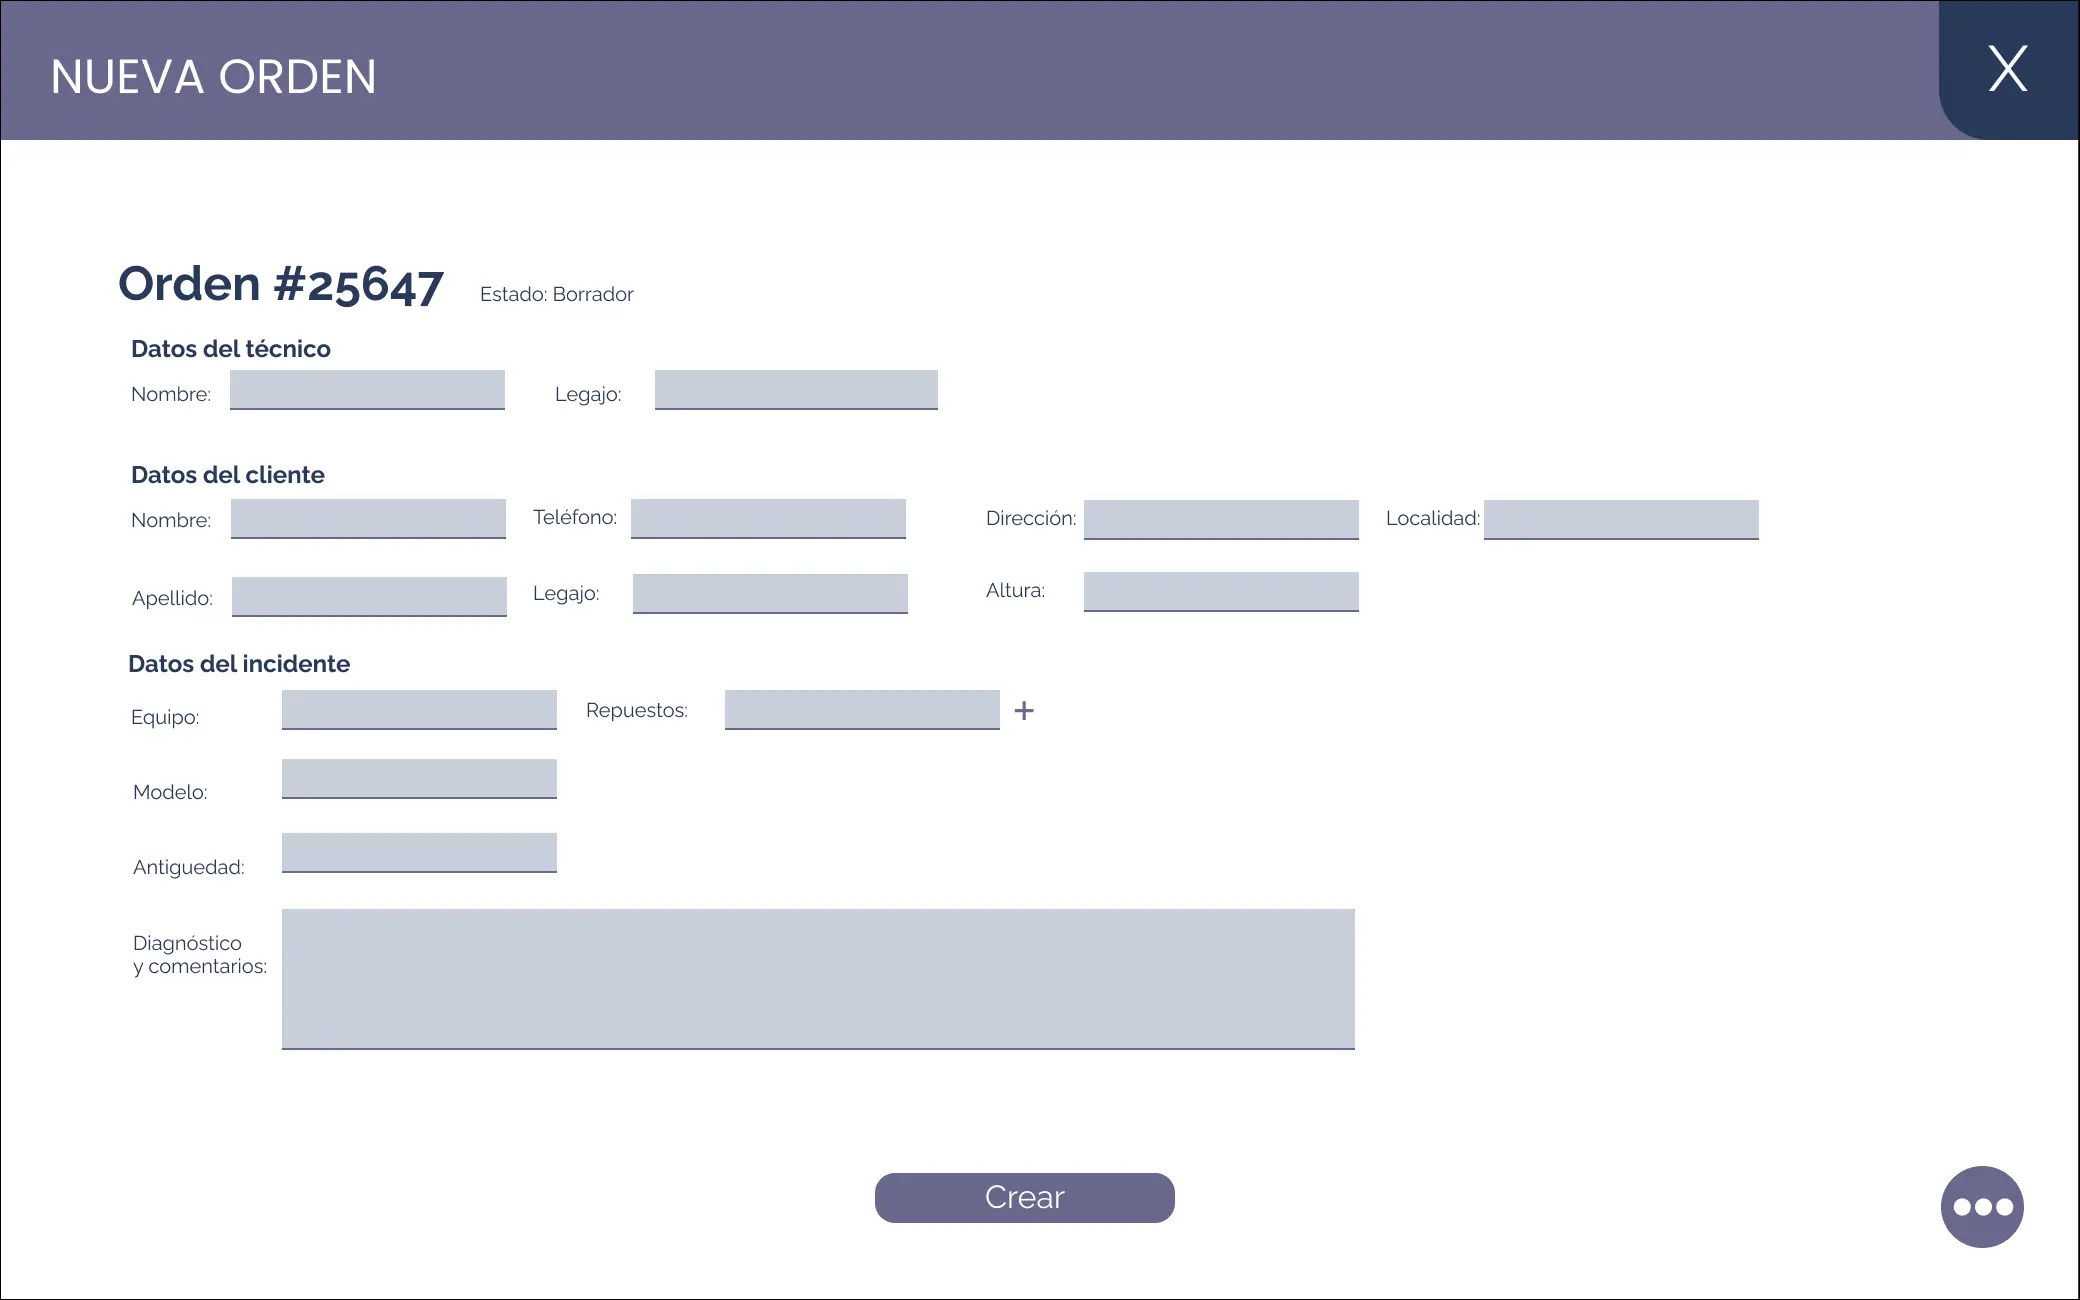 NUEVA ORDEN
X
Orden #25647
Estado: Borrador
Datos del técnico
Nombre:
Legajo:
Datos del cliente
Nombre:
Teléfono:
Dirección:
Localidad:
Apellido:
Legajo:
Altura:
Datos del incidente
Equipo:
Repuestos:
+
Modelo:
Antiguedad:
Diagnóstico
y comentarios:
Crear